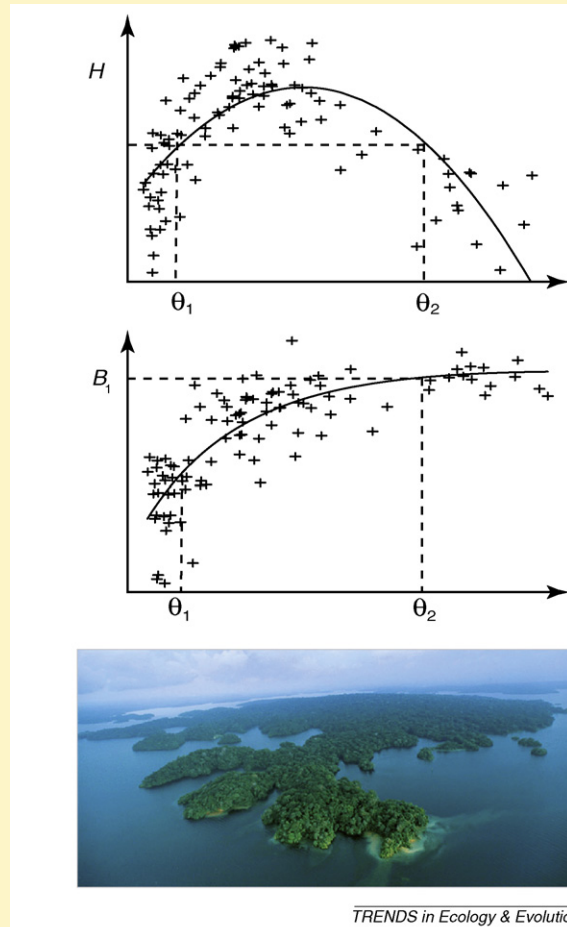 H
θ1 θ2
B1
θ1 θ2
TRENDS in Ecology & Evolutio